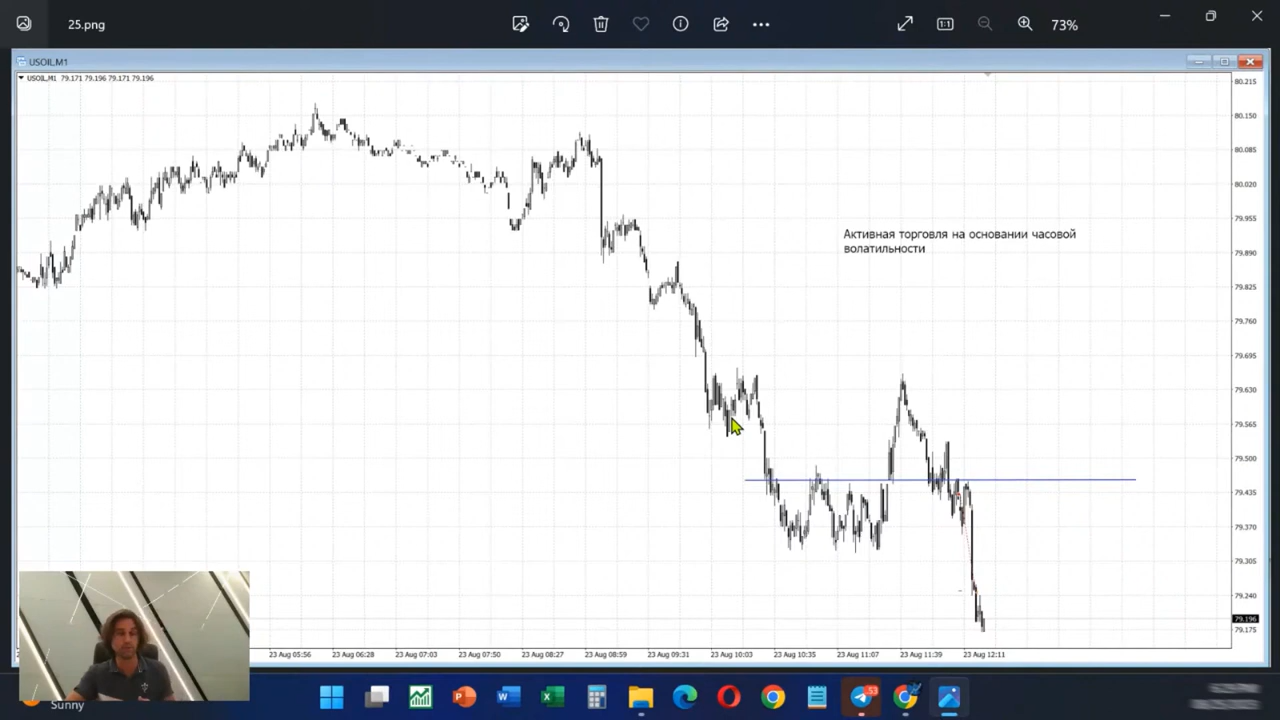 25.png
73%
USOIL,M1
USOIL,M1 79.171 79.196 79.171 79.196
80.215
80.150
80.085
80.020
79.955
79.890
79.825
79.760
79.695
79.630
79.565
79.500
79.435
79.370
79.305
79.240
79.196
79.175
Активная торговля на основании часовой
волатильности
23 Aug 05:56 23 Aug 06:28 23 Aug 07:03 23 Aug 07:50 23 Aug 08:27 23 Aug 08:59 23 Aug 09:31 23 Aug 10:03 23 Aug 10:35 23 Aug 11:07 23 Aug 11:39 23 Aug 12:11
53
Sunny